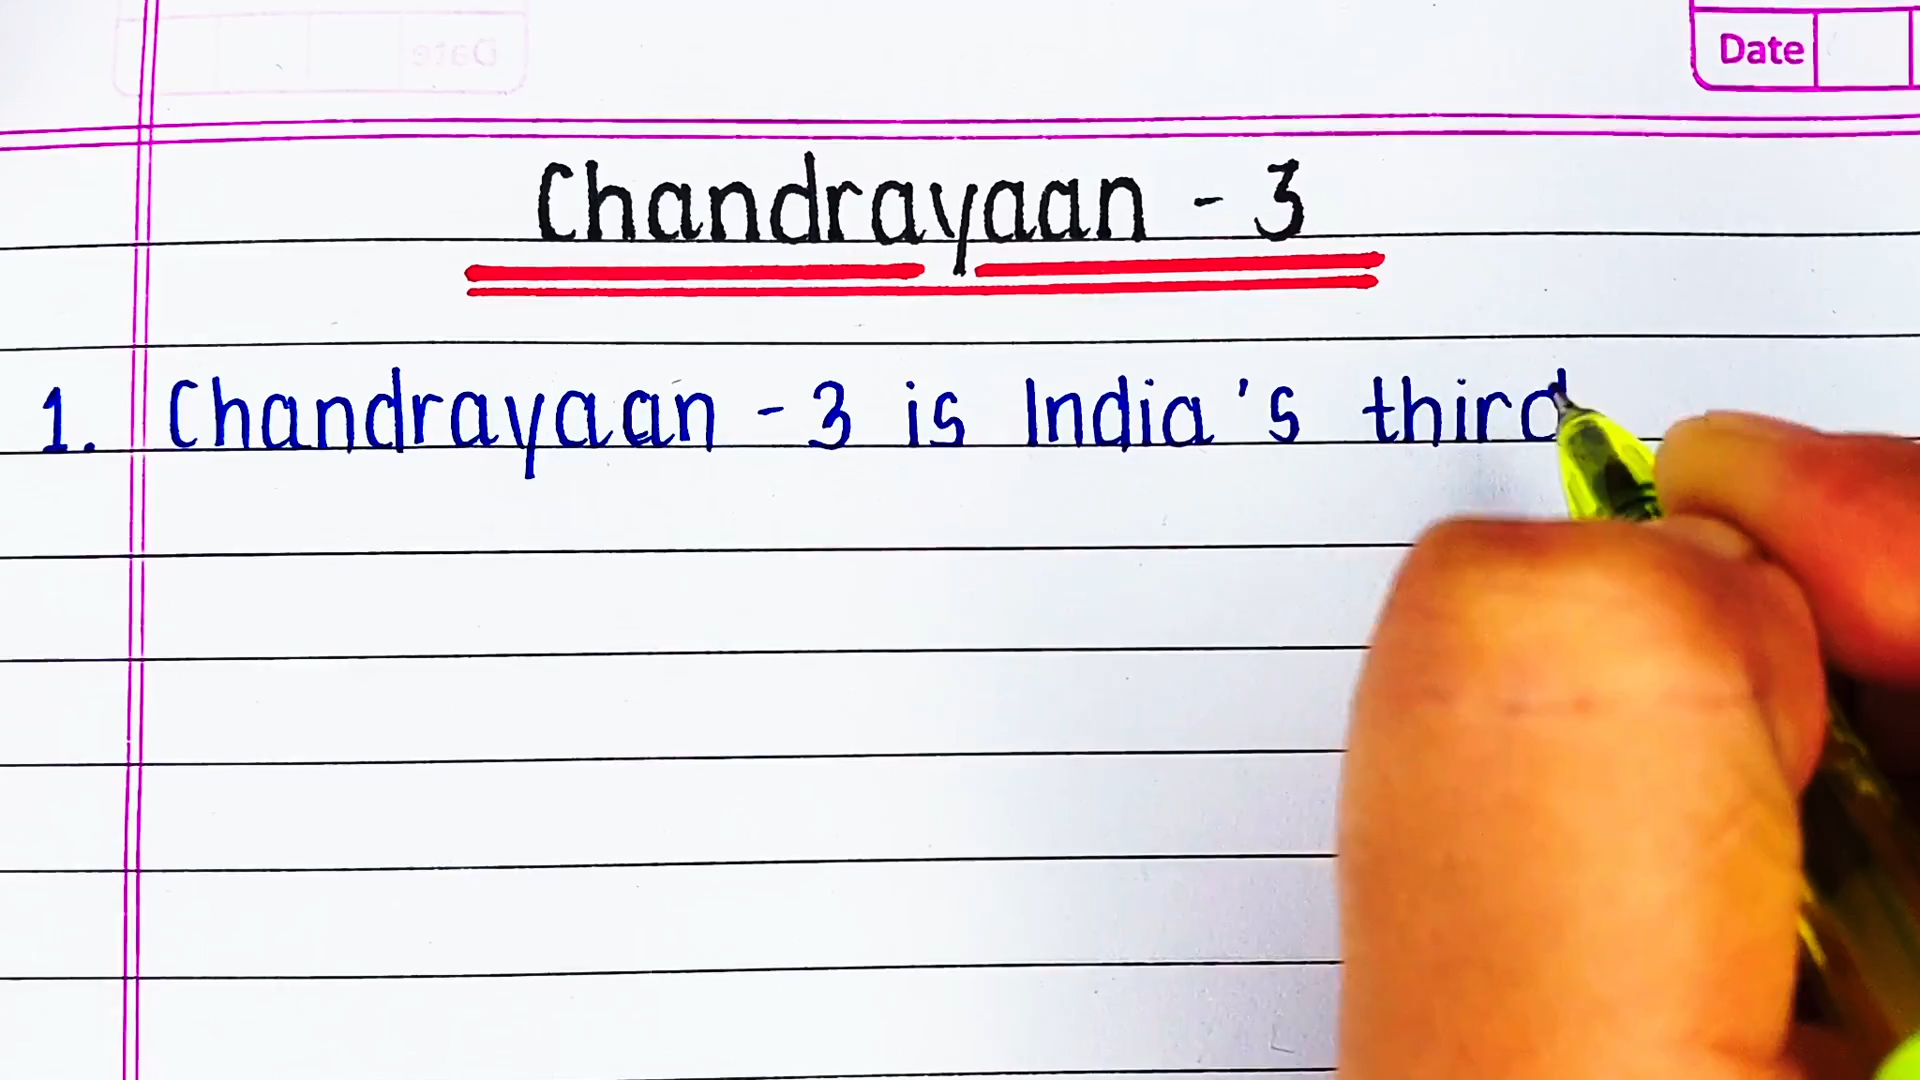 Date
Chandrayaan - 3
1. Chandrayaan - 3 is India's third